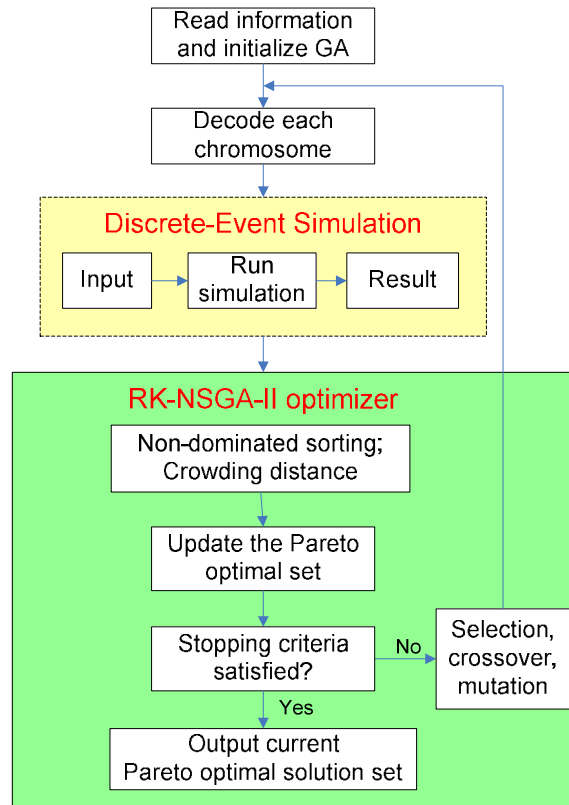 Read information
and initialize GA
Decode each
chromosome
Discrete-Event Simulation
Input
Run
simulation
Result
RK-NSGA-II optimizer
Non-dominated sorting;
Crowding distance
Update the Pareto
optimal set
Stopping criteria
satisfied?
No
Selection,
crossover,
mutation
Yes
Output current
Pareto optimal solution set